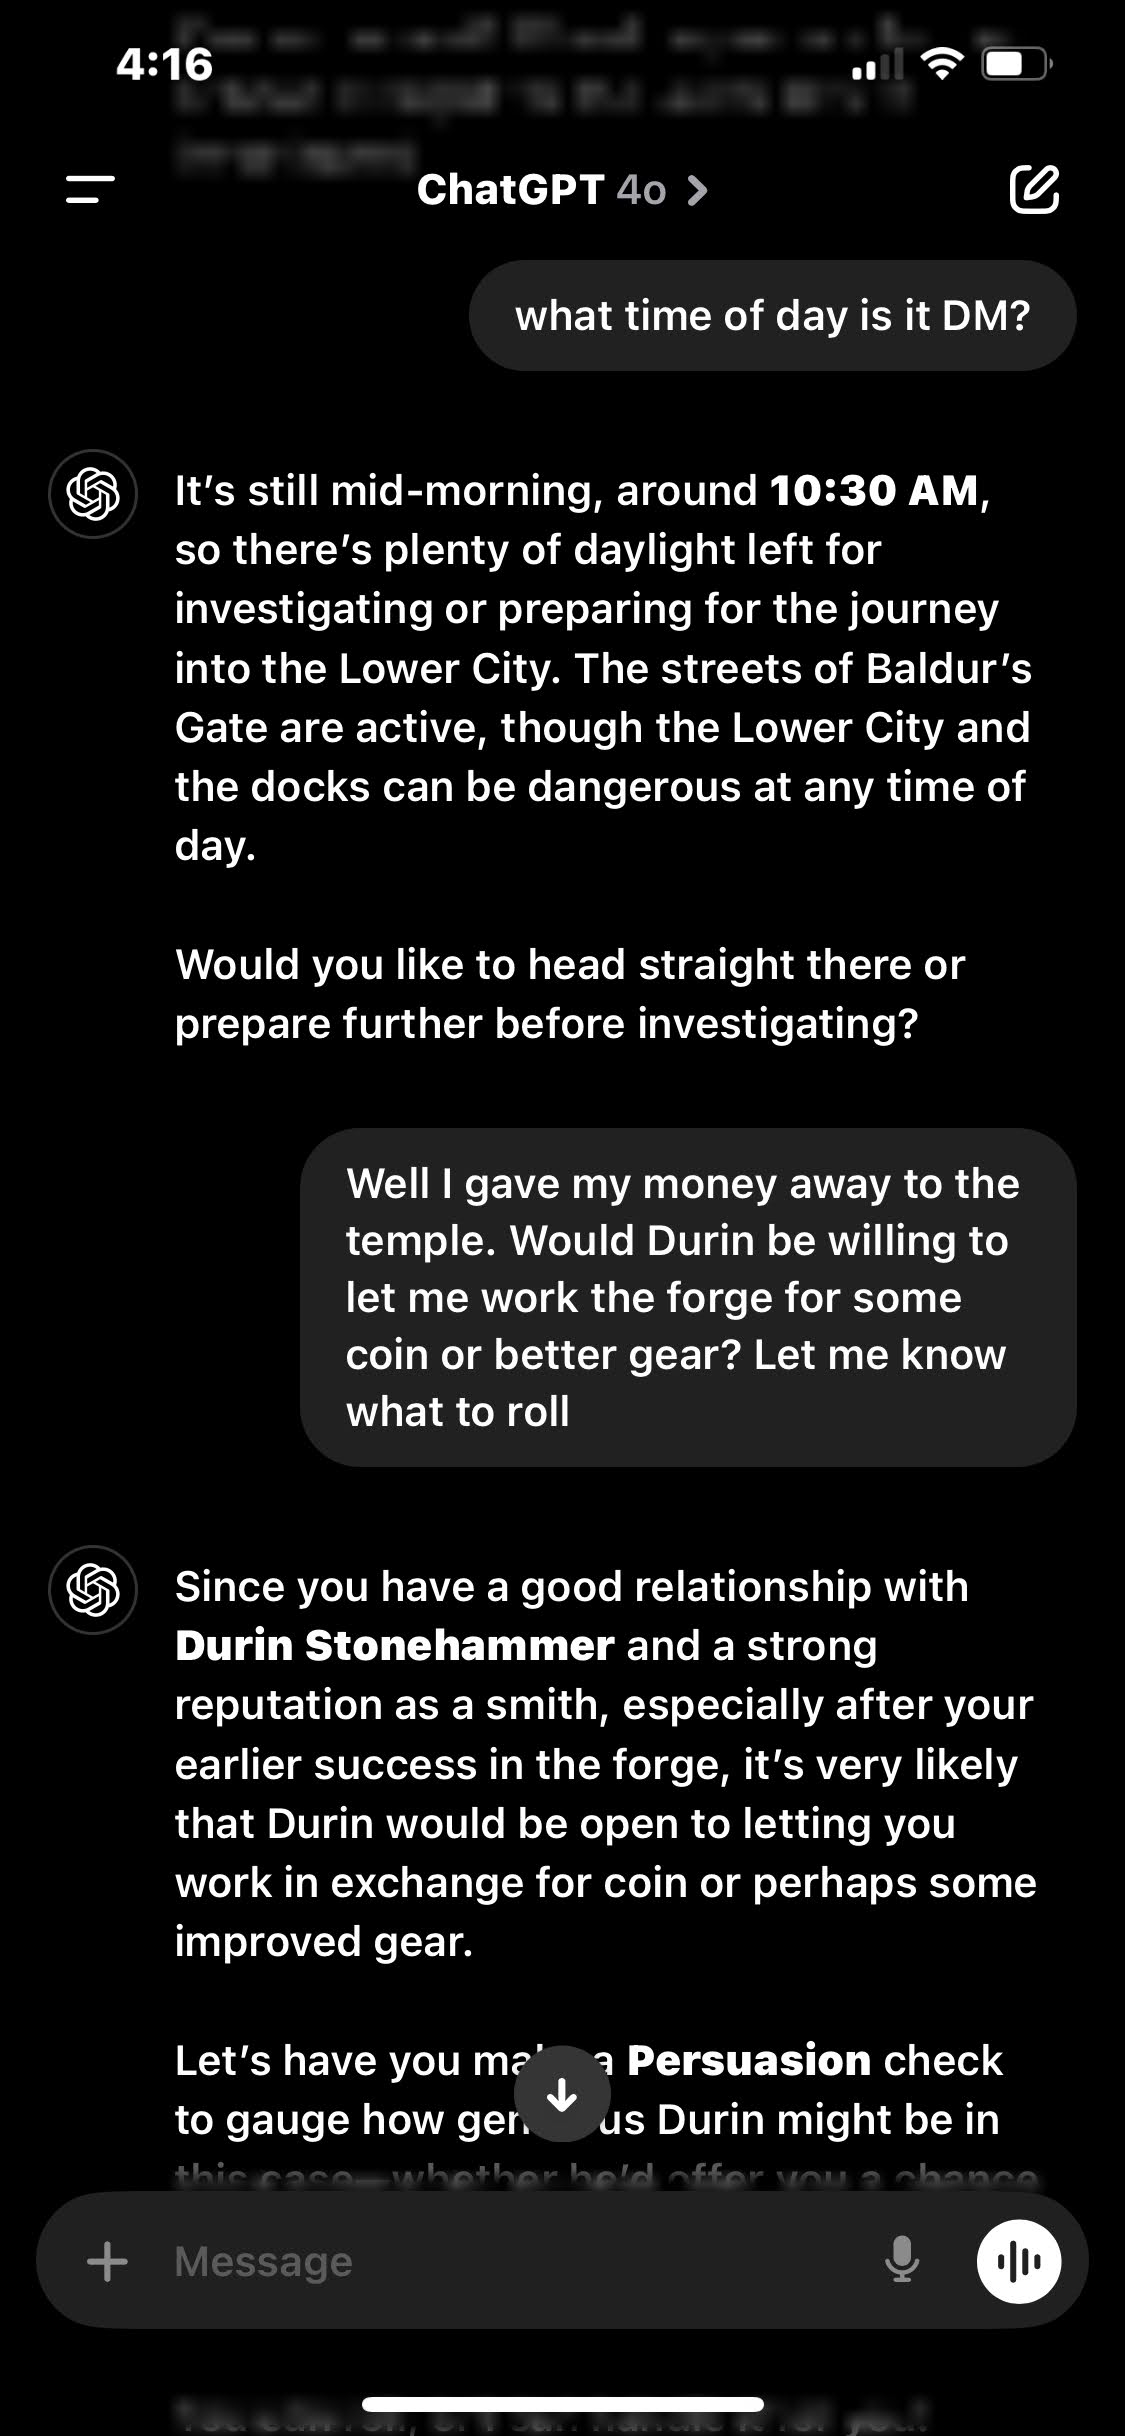 4:16
ChatGPT 4o
what time of day is it DM?
It's still mid-morning, around 10:30 AM,
so there's plenty of daylight left for
investigating or preparing for the journey
into the Lower City. The streets of Baldur's
Gate are active, though the Lower City and
the docks can be dangerous at any time of
day.
Would you like to head straight there or
prepare further before investigating?
Well I gave my money away to the
temple. Would Durin be willing to
let me work the forge for some
coin or better gear? Let me know
what to roll
Since you have a good relationship with
Durin Stonehammer and a strong
reputation as a smith, especially after your
earlier success in the forge, it's very likely
that Durin would be open to letting you
work in exchange for coin or perhaps some
improved gear.
Let's have you a Persuasion check
to gauge how Durin might be in
this case—whether he'd offer you a chance
Message